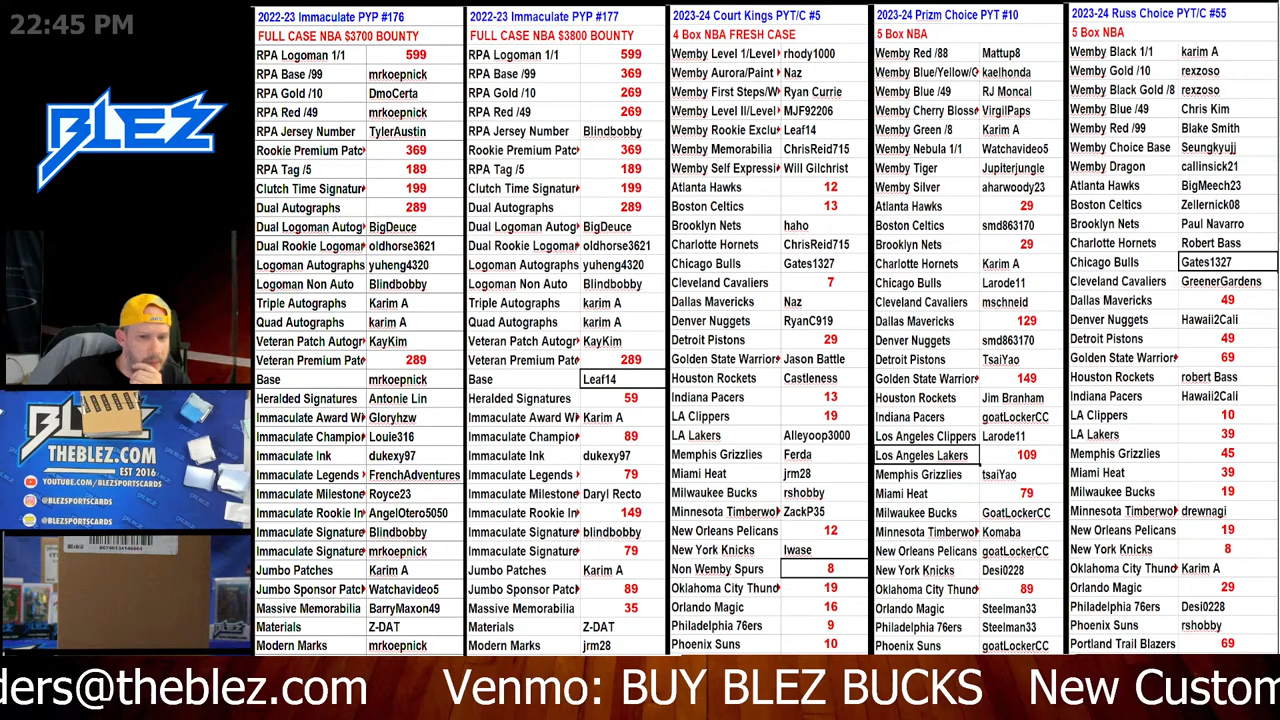 22:45 PM
BLEZ
BLEZ
THEBLEZ.COM
EST 2016
YOUTUBE.COM/BLEZSPORTSCARDS
@BLEZSPORTSCARDS
@BLEZSPORTSCARDS
2022-23 Immaculate PYP #176
FULL CASE NBA $3700 BOUNTY
RPA Logoman 1/1 599
RPA Base /99 mrkoepnick
RPA Gold /10 DmoCerta
RPA Red /49 mrkoepnick
RPA Jersey Number TylerAustin
Rookie Premium Patc 369
RPA Tag /5 189
Clutch Time Signatur 199
Dual Autographs 289
Dual Logoman Autog BigDeuce
Dual Rookie Logomar oldhorse3621
Logoman Autographs yuheng4320
Logoman Non Auto Blindbobby
Triple Autographs Karim A
Quad Autographs karim A
Veteran Patch Autogr KayKim
Veteran Premium Pat 289
Base mrkoepnick
Heralded Signatures Antonie Lin
Immaculate Award Wi Gloryhzw
Immaculate Champio Louie316
Immaculate Ink dukexy97
Immaculate Legends FrenchAdventures
Immaculate Milestone Royce23
Immaculate Rookie In AngelOtero5050
Immaculate Signature Blindbobby
Immaculate Signature mrkoepnick
Jumbo Patches Karim A
Jumbo Sponsor Patc Watchavideo5
Massive Memorabilia BarryMaxon49
Materials Z-DAT
Modern Marks mrkoepnick
2022-23 Immaculate PYP #177
FULL CASE NBA $3800 BOUNTY
RPA Logoman 1/1 599
RPA Base /99 369
RPA Gold /10 269
RPA Red /49 269
RPA Jersey Number Blindbobby
Rookie Premium Patc 369
RPA Tag /5 189
Clutch Time Signatur 199
Dual Autographs 289
Dual Logoman Autog BigDeuce
Dual Rookie Logomar oldhorse3621
Logoman Autographs yuheng4320
Logoman Non Auto Blindbobby
Triple Autographs karim A
Quad Autographs karim A
Veteran Patch Autogr KayKim
Veteran Premium Pat 289
Base Leaf14
Heralded Signatures 59
Immaculate Award Wi Karim A
Immaculate Champio 89
Immaculate Ink dukexy97
Immaculate Legends 79
Immaculate Milestone Daryl Recto
Immaculate Rookie In 149
Immaculate Signature blindbobby
Immaculate Signature 79
Jumbo Patches Karim A
Jumbo Sponsor Patc 89
Massive Memorabilia 35
Materials Z-DAT
Modern Marks jrm28
2023-24 Court Kings PYT/C #5
4 Box NBA FRESH CASE
Wemby Level 1/Level rhody1000
Wemby Aurora/Paint Naz
Wemby First Steps/W Ryan Currie
Wemby Level II/Level MJF92206
Wemby Rookie Exclu Leaf14
Wemby Memorabilia ChrisReid715
Wemby Self Expressi Will Gilchrist
Atlanta Hawks 12
Boston Celtics 13
Brooklyn Nets haho
Charlotte Hornets ChrisReid715
Chicago Bulls Gates1327
Cleveland Cavaliers 7
Dallas Mavericks Naz
Denver Nuggets RyanC919
Detroit Pistons 29
Golden State Warrior Jason Battle
Houston Rockets Castleness
Indiana Pacers 13
LA Clippers 19
LA Lakers Alleyoop3000
Memphis Grizzlies Ferda
Miami Heat jrm28
Milwaukee Bucks rshobby
Minnesota Timberwo ZackP35
New Orleans Pelicans 12
New York Knicks Iwase
Non Wemby Spurs 8
Oklahoma City Thund 19
Orlando Magic 16
Philadelphia 76ers 9
Phoenix Suns 10
2023-24 Prizm Choice PYT #10
5 Box NBA
Wemby Red /88 Mattup8
Wemby Blue/Yellow/G kaelhonda
Wemby Blue /49 RJ Moncal
Wemby Cherry Blosso VirgilPaps
Wemby Green /8 Karim A
Wemby Nebula 1/1 Watchavideo5
Wemby Tiger Jupiterjungle
Wemby Silver aharwoody23
Atlanta Hawks 29
Boston Celtics smd863170
Brooklyn Nets 29
Charlotte Hornets Karim A
Chicago Bulls Larode11
Cleveland Cavaliers mschneid
Dallas Mavericks 129
Denver Nuggets smd863170
Detroit Pistons TsaiYao
Golden State Warrior 149
Houston Rockets Jim Branham
Indiana Pacers goatLockerCC
Los Angeles Clippers Larode11
Los Angeles Lakers 109
Memphis Grizzlies tsaiYao
Miami Heat 79
Milwaukee Bucks GoatLockerCC
Minnesota Timberwo Komaba
New Orleans Pelicans goatLockerCC
New York Knicks Desi0228
Oklahoma City Thund 89
Orlando Magic Steelman33
Philadelphia 76ers Steelman33
Phoenix Suns goatLockerCC
2023-24 Russ Choice PYT/C #55
5 Box NBA
Wemby Black 1/1 karim A
Wemby Gold /10 rexzoso
Wemby Black Gold /8 rexzoso
Wemby Blue /49 Chris Kim
Wemby Red /99 Blake Smith
Wemby Choice Base Seungkyujj
Wemby Dragon callinsick21
Atlanta Hawks BigMeech23
Boston Celtics Zellernick08
Brooklyn Nets Paul Navarro
Charlotte Hornets Robert Bass
Chicago Bulls Gates1327
Cleveland Cavaliers GreenerGardens
Dallas Mavericks 49
Denver Nuggets Hawaii2Cali
Detroit Pistons 49
Golden State Warrior 69
Houston Rockets robert Bass
Indiana Pacers Hawaii2Cali
LA Clippers 10
LA Lakers 39
Memphis Grizzlies 45
Miami Heat 39
Milwaukee Bucks 19
Minnesota Timberwo drewnagi
New Orleans Pelicans 19
New York Knicks 8
Oklahoma City Thund Karim A
Orlando Magic 29
Philadelphia 76ers Desi0228
Phoenix Suns rshobby
Portland Trail Blazers 69
ders@theblez.com Venmo: BUY BLEZ BUCKS New Custom